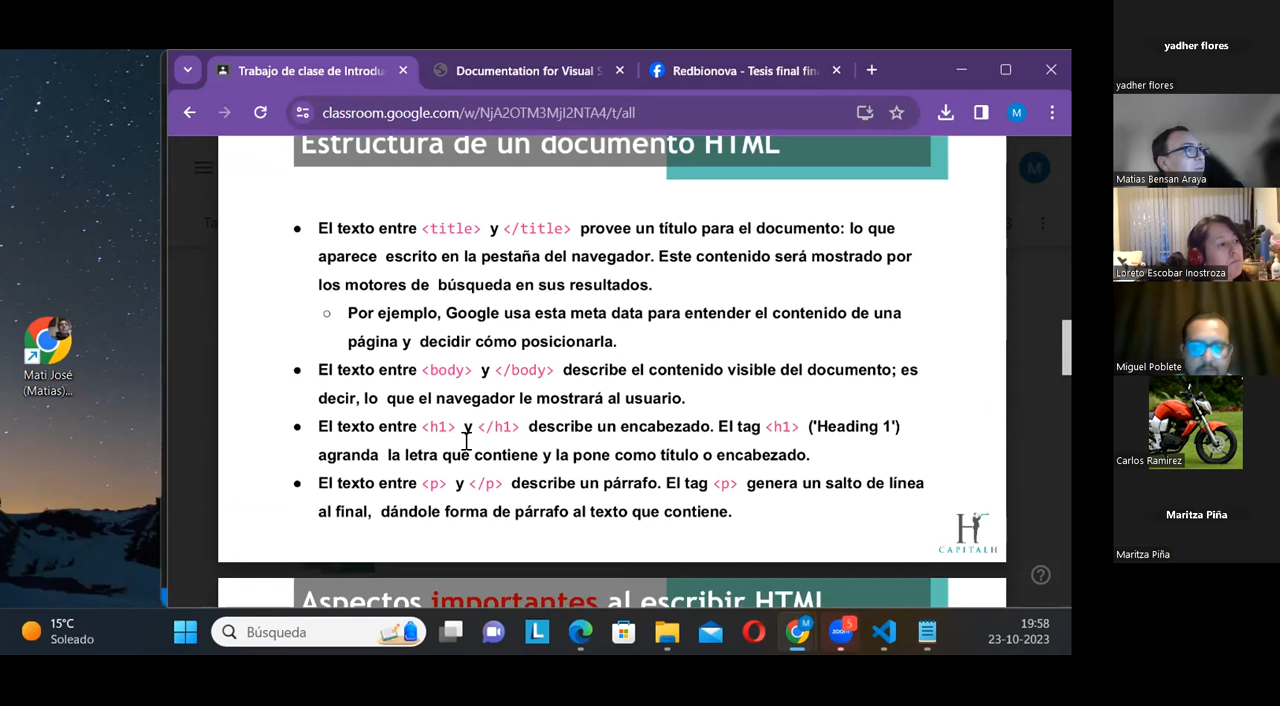 yadher flores
yadher flores
Trabajo de clase de Introdu
Documentation for Visual S
Redbionova - Tesis final fin
classroom.google.com/w/NjA2OTM3MjI2NTA4/t/all
M
Estructura de un documento HTML
M
El texto entre <title> y </title> provee un título para el documento: lo que
aparece escrito en la pestaña del navegador. Este contenido será mostrado por
los motores de búsqueda en sus resultados.
Por ejemplo, Google usa esta meta data para entender el contenido de una
página y decidir cómo posicionarla.
El texto entre <body> y </body> describe el contenido visible del documento; es
decir, lo que el navegador le mostrará al usuario.
El texto entre <h1> y </h1> describe un encabezado. El tag <h1> ('Heading 1')
agranda la letra que contiene y la pone como título o encabezado.
El texto entre <p> y </p> describe un párrafo. El tag <p> genera un salto de línea
al final, dándole forma de párrafo al texto que contiene.
H
CAPITALH
Aspectos importantes al escribir HTML
Mati José
(Matias)...
Matias Bensan Araya
Loreto Escobar Inostroza
Miguel Poblete
Carlos Ramirez
Maritza Piña
Maritza Piña
15°C
Soleado
Búsqueda
L
M
zoom
S
19:58
23-10-2023